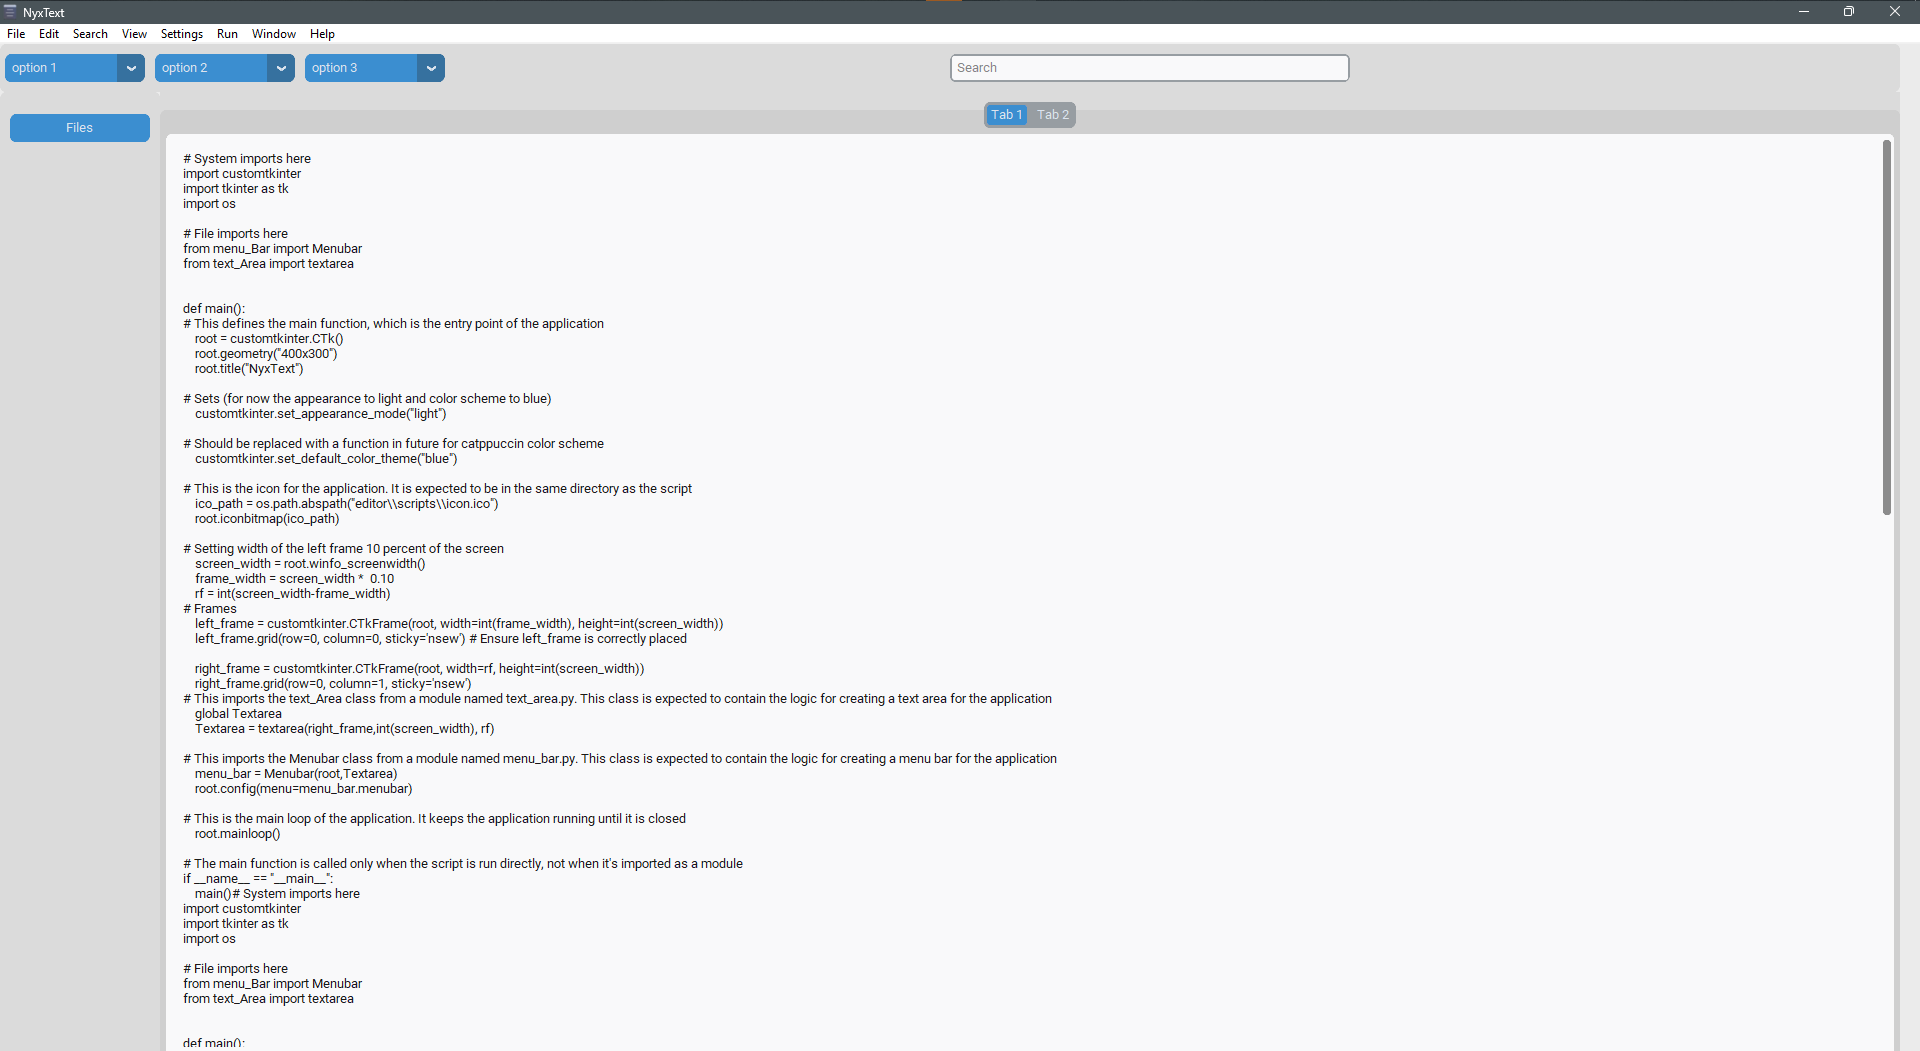 NyxText
File Edit Search View Settings Run Window Help
option 1 option 2 option 3 Search
Tab 1 Tab 2
Files
# System imports here
import customtkinter
import tkinter as tk
import os
# File imports here
from menu_Bar import Menubar
from text_Area import textarea
def main():
# This defines the main function, which is the entry point of the application
root = customtkinter.CTk()
root.geometry("400x300")
root.title("NyxText")
# Sets (for now the appearance to light and color scheme to blue)
customtkinter.set_appearance_mode("light")
# Should be replaced with a function in future for catppuccin color scheme
customtkinter.set_default_color_theme("blue")
# This is the icon for the application. It is expected to be in the same directory as the script
ico_path = os.path.abspath("editor\\scripts\\icon.ico")
root.iconbitmap(ico_path)
# Setting width of the left frame 10 percent of the screen
screen_width = root.winfo_screenwidth()
frame_width = screen_width * 0.10
rf = int(screen_width-frame_width)
# Frames
left_frame = customtkinter.CTkFrame(root, width=int(frame_width), height=int(screen_width))
left_frame.grid(row=0, column=0, sticky='nsew') # Ensure left_frame is correctly placed
right_frame = customtkinter.CTkFrame(root, width=rf, height=int(screen_width))
right_frame.grid(row=0, column=1, sticky='nsew')
# This imports the text_Area class from a module named text_area.py. This class is expected to contain the logic for creating a text area for the application
global Textarea
Textarea = textarea(right_frame,int(screen_width), rf)
# This imports the Menubar class from a module named menu_bar.py. This class is expected to contain the logic for creating a menu bar for the application
menu_bar = Menubar(root,Textarea)
root.config(menu=menu_bar.menubar)
# This is the main loop of the application. It keeps the application running until it is closed
root.mainloop()
# The main function is called only when the script is run directly, not when it's imported as a module
if __name__ == "__main__":
main()# System imports here
import customtkinter
import tkinter as tk
import os
# File imports here
from menu_Bar import Menubar
from text_Area import textarea
def main():